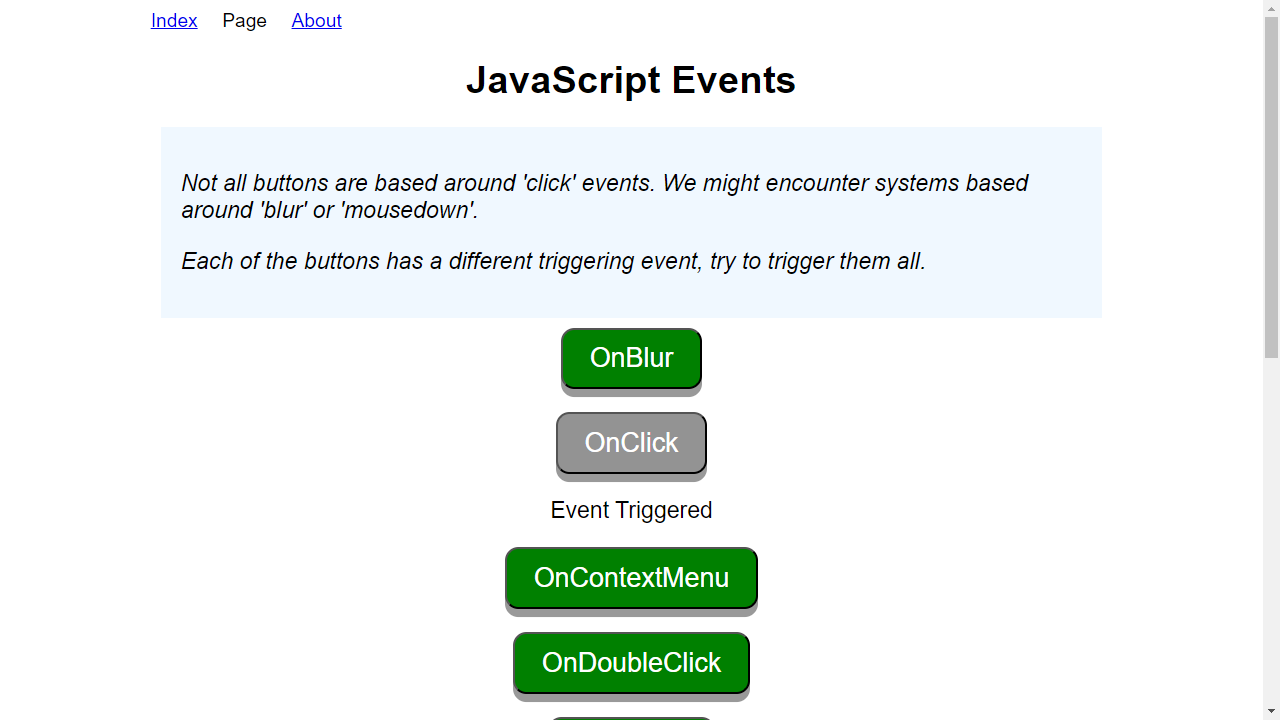 Index Page About
JavaScript Events
Not all buttons are based around 'click' events. We might encounter systems based
around 'blur' or 'mousedown'.
Each of the buttons has a different triggering event, try to trigger them all.
OnBlur
OnClick
Event Triggered
OnContextMenu
OnDoubleClick